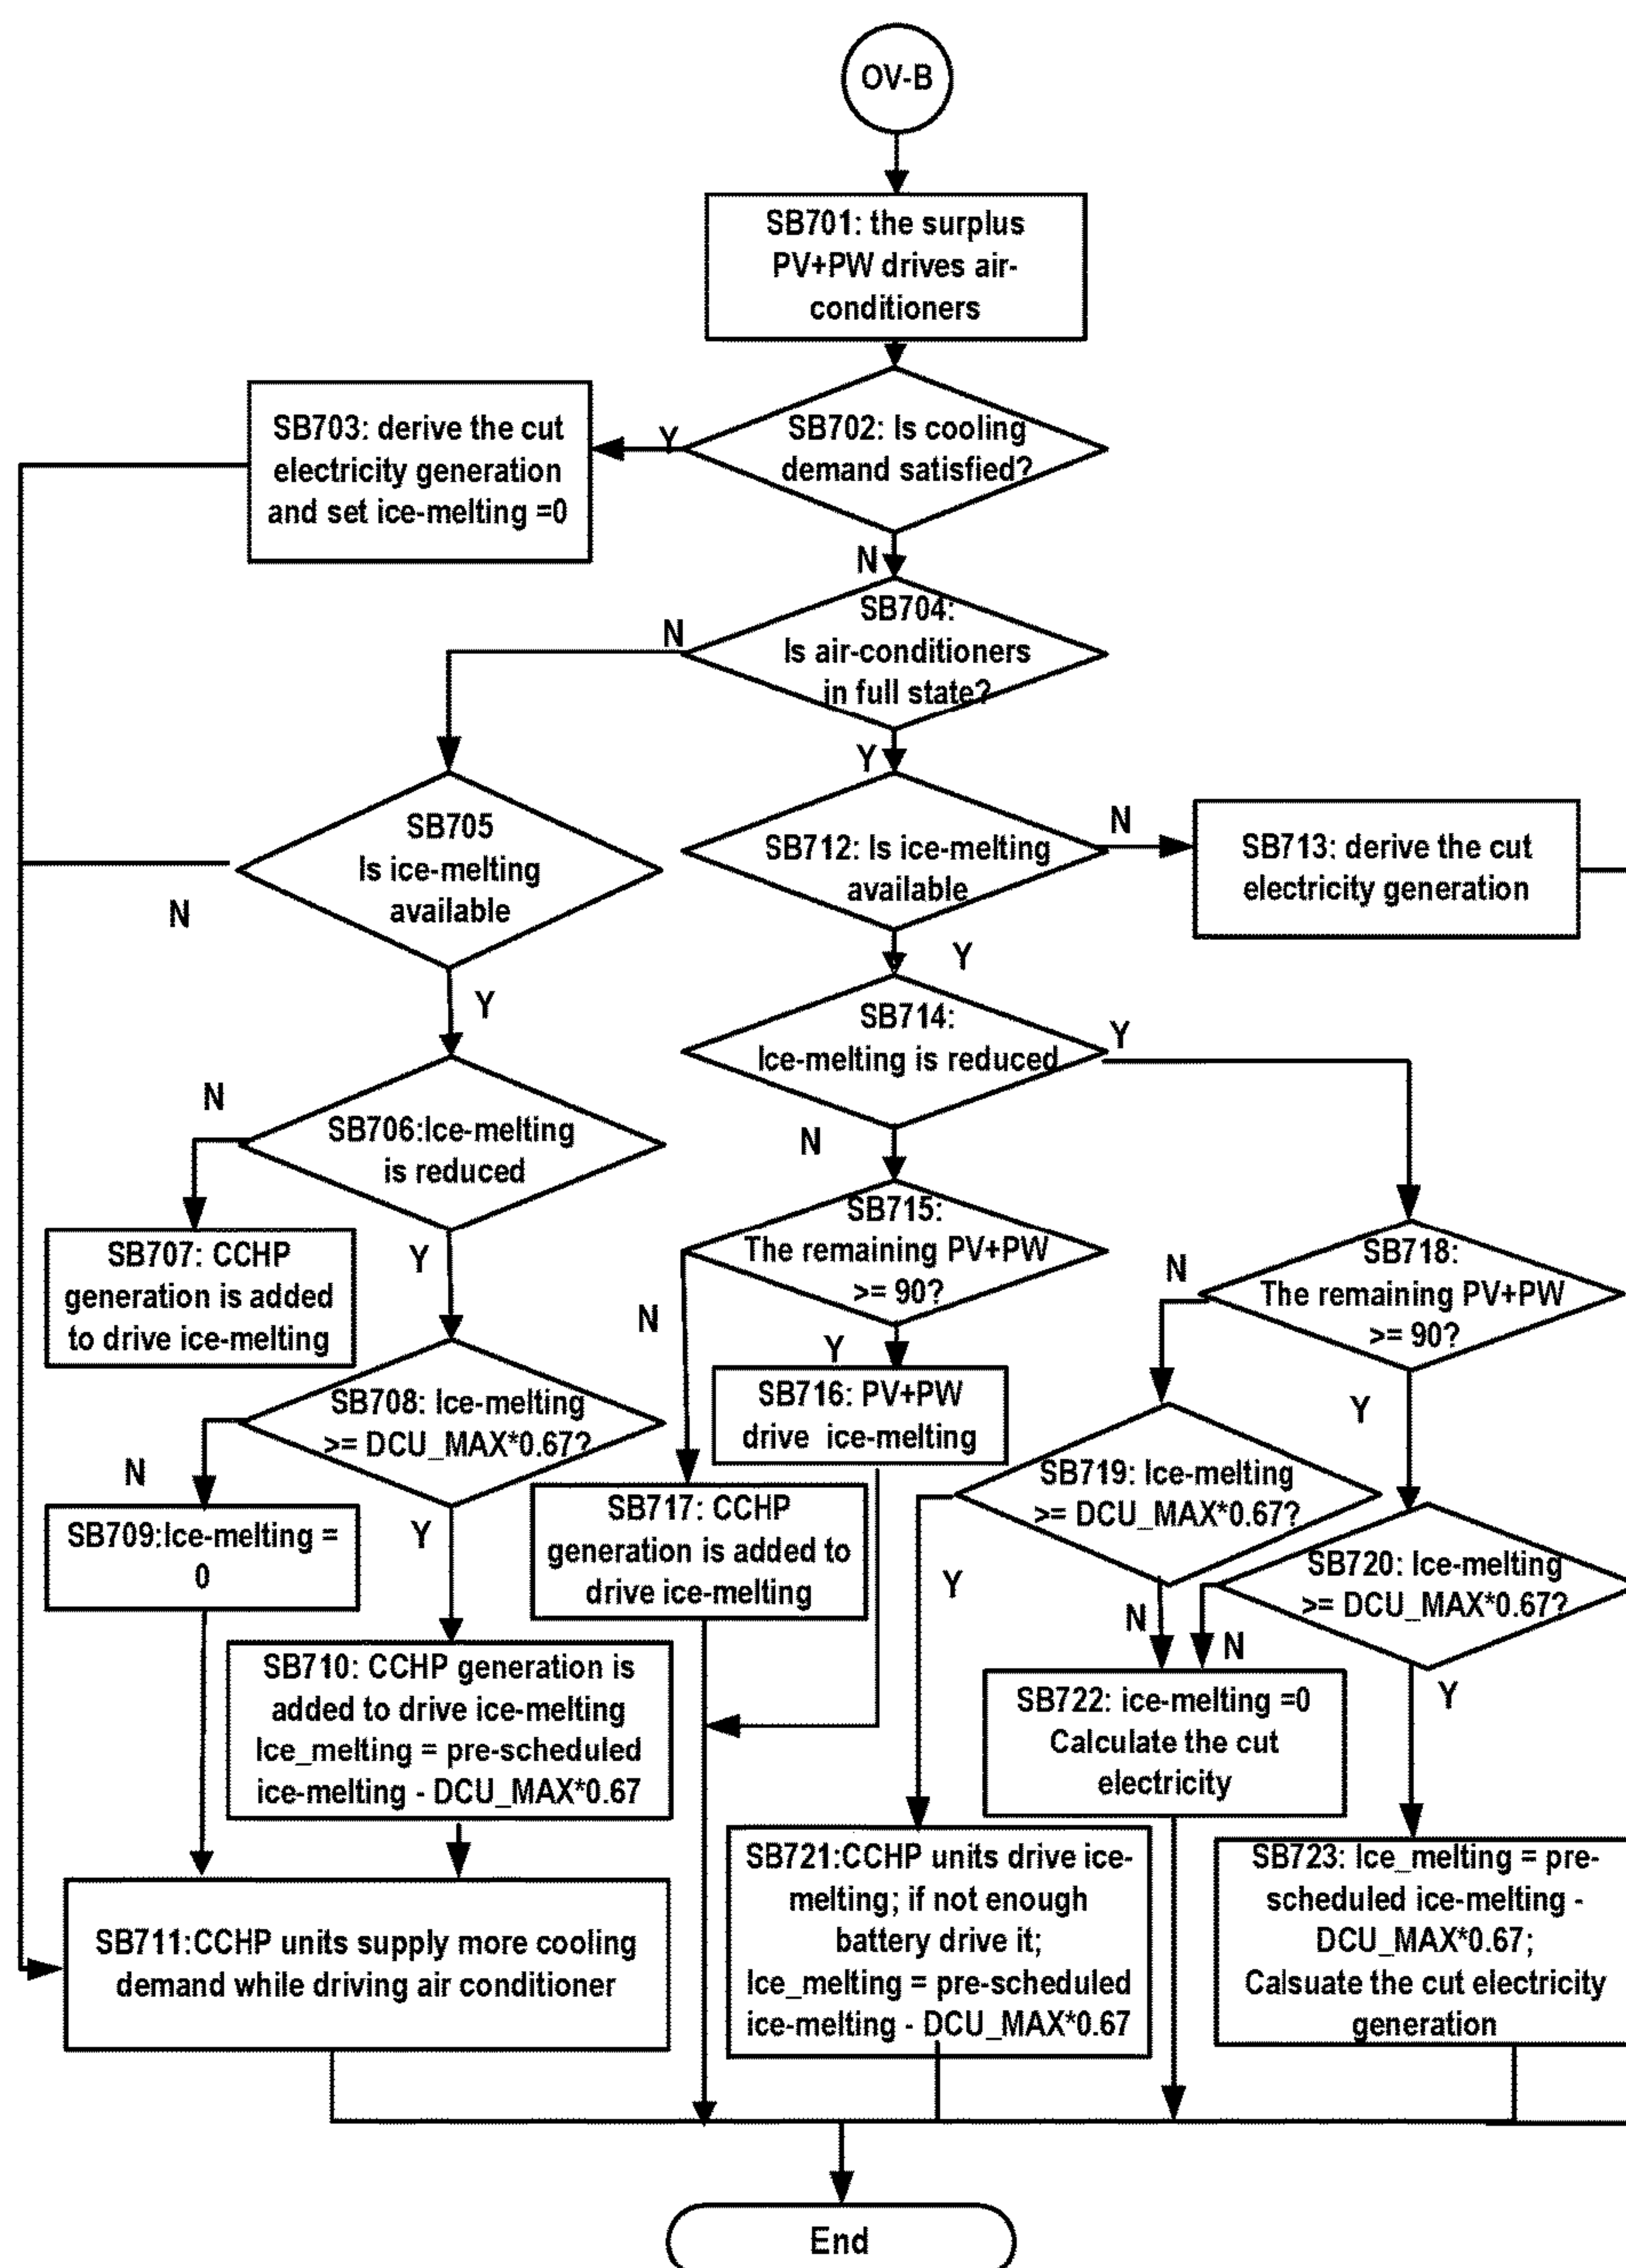 OV-B
SB701: the surplus
PV+PW drives air-
conditioners
SB703: derive the cut
electricity generation
and set ice-melting =0
Y
SB702: Is cooling
demand satisfied?
N
SB704:
Is air-conditioners
in full state?
N
Y
SB705
Is ice-melting
available
N
Y
SB712: Is ice-melting
available
N
SB713: derive the cut
electricity generation
Y
SB714:
Ice-melting is reduced
Y
N
SB706:Ice-melting
is reduced
N
Y
SB707: CCHP
generation is added
to drive ice-melting
SB715:
The remaining PV+PW
>= 90?
N
Y
SB718:
The remaining PV+PW
>= 90?
N
Y
SB708: Ice-melting
>= DCU_MAX*0.67?
N
Y
SB716: PV+PW
drive ice-melting
SB719: Ice-melting
>= DCU_MAX*0.67?
Y
N
SB709:Ice-melting =
0
SB717: CCHP
generation is added to
drive ice-melting
SB720: Ice-melting
>= DCU_MAX*0.67?
N
Y
SB710: CCHP generation is
added to drive ice-melting
Ice_melting = pre-scheduled
ice-melting - DCU_MAX*0.67
SB722: ice-melting =0
Calculate the cut
electricity
SB711:CCHP units supply more cooling
demand while driving air conditioner
SB721:CCHP units drive ice-
melting; if not enough
battery drive it;
Ice_melting = pre-scheduled
ice-melting - DCU_MAX*0.67
SB723: Ice_melting = pre-
scheduled ice-melting -
DCU_MAX*0.67;
Calsuate the cut electricity
generation
End